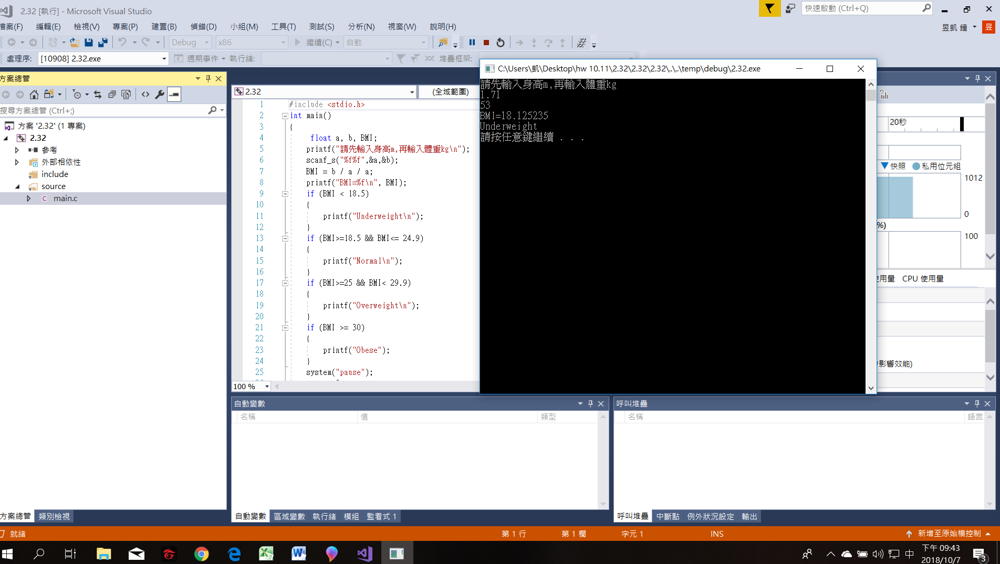 2.32 [執行] - Microsoft Visual Studio
快速啟動 (Ctrl+Q)
檔案(F) 編輯(E) 檢視(V) 專案(P) 建置(B) 偵錯(D) 小組(M) 工具(T) 測試(S) 分析(N) 視窗(W) 說明(H)
昱凱 鐘 昱
Debug x86 繼續(C) 自動
處理序: [10908] 2.32.exe 週期事件 執行緒: 堆疊框架:
方案總管
搜尋方案總管 (Ctrl+;)
方案 '2.32' (1 專案)
2.32
參考
外部相依性
include
source
main.c
方案總管 類別檢視
2.32 (全域範圍)
1 #include <stdio.h>
2 int main()
3 {
4 float a, b, BMI;
5 printf("請先輸入身高m,再輸入體重kg\n");
6 scanf_s("%f%f",&a,&b);
7 BMI = b / a / a;
8 printf("BMI=%f\n", BMI);
9 if (BMI < 18.5)
10 {
11 printf("Underweight\n");
12 }
13 if (BMI>=18.5 && BMI<= 24.9)
14 {
15 printf("Normal\n");
16 }
17 if (BMI>=25 && BMI< 29.9)
18 {
19 printf("Overweight\n");
20 }
21 if (BMI >= 30)
22 {
23 printf("Obese");
24 }
25 system("pause");
100 %
C:\Users\凱\Desktop\hw 10.11\2.32\2.32\2.32\..\..\temp\debug\2.32.exe
請先輸入身高m,再輸入體重kg
1.71
53
BMI=18.125235
Underweight
請按任意鍵繼續 . . .
20秒
快照 私用位元組
1012
0
%)
100
使用量 CPU 使用量
影響效能)
自動變數
名稱 值 類型
自動變數 區域變數 執行緒 模組 監看式 1
呼叫堆疊
名稱 語言
呼叫堆疊 中斷點 例外狀況設定 輸出
就緒 第 1 行 第 1 欄 字元 1 INS 新增至原始檔控制
中
下午 09:43
2018/10/7
3